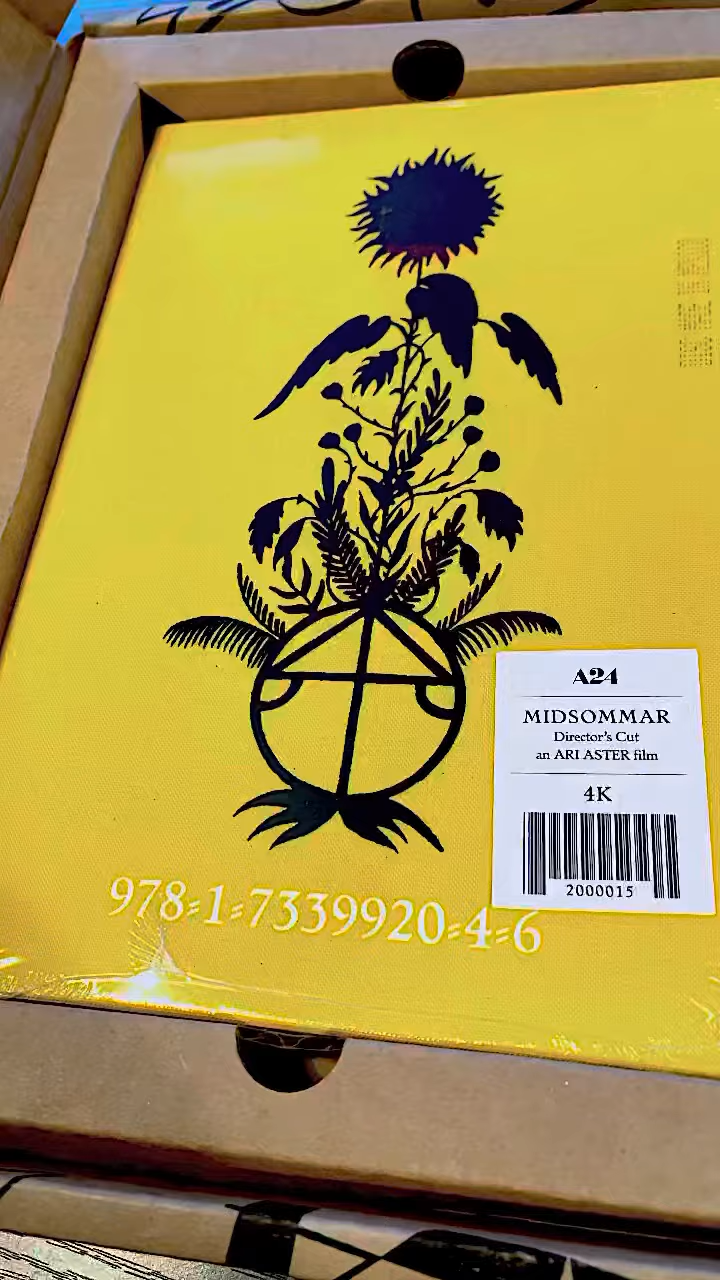 A24
MIDSOMMAR
Director's Cut
an ARI ASTER film
4K
2000015
978-1-7339920-4-6